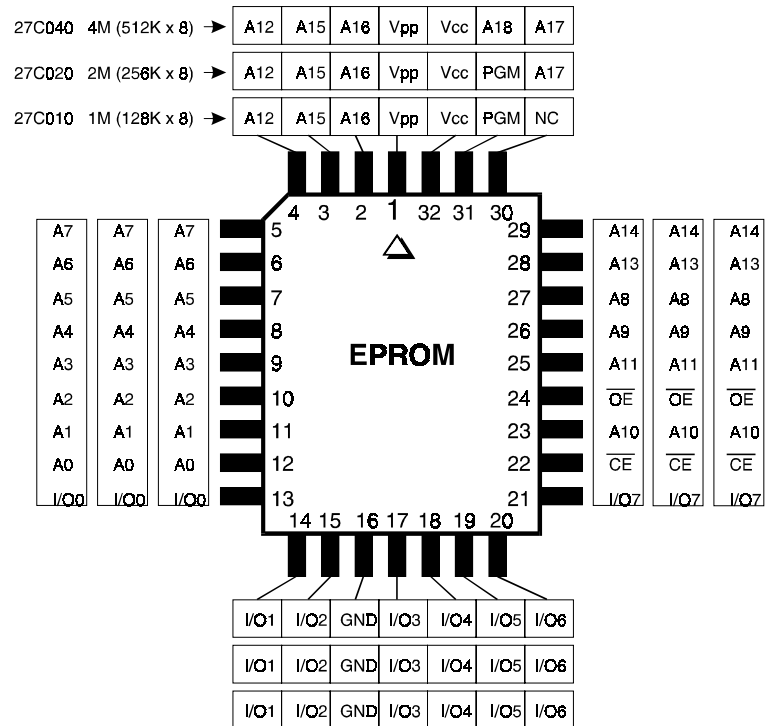 27C040 4M (512K x 8) A12 A15 A16 Vpp Vcc A18 A17
27C020 2M (256K x 8) A12 A15 A16 Vpp Vcc PGM A17
27C010 1M (128K x 8) A12 A15 A16 Vpp Vcc PGM NC
4 3 2 1 32 31 30
A7 A7 A7 5 29 A14 A14 A14
A6 A6 A6 6 28 A13 A13 A13
A5 A5 A5 7 27 A8 A8 A8
A4 A4 A4 8 26 A9 A9 A9
EPROM
A3 A3 A3 9 25 A11 A11 A11
A2 A2 A2 10 24 OE OE OE
A1 A1 A1 11 23 A10 A10 A10
A0 A0 A0 12 22 CE CE CE
I/O0 I/O0 I/O0 13 21 I/O7 I/O7 I/O7
14 15 16 17 18 19 20
I/O1 I/O2 GND I/O3 I/O4 I/O5 I/O6
I/O1 I/O2 GND I/O3 I/O4 I/O5 I/O6
I/O1 I/O2 GND I/O3 I/O4 I/O5 I/O6